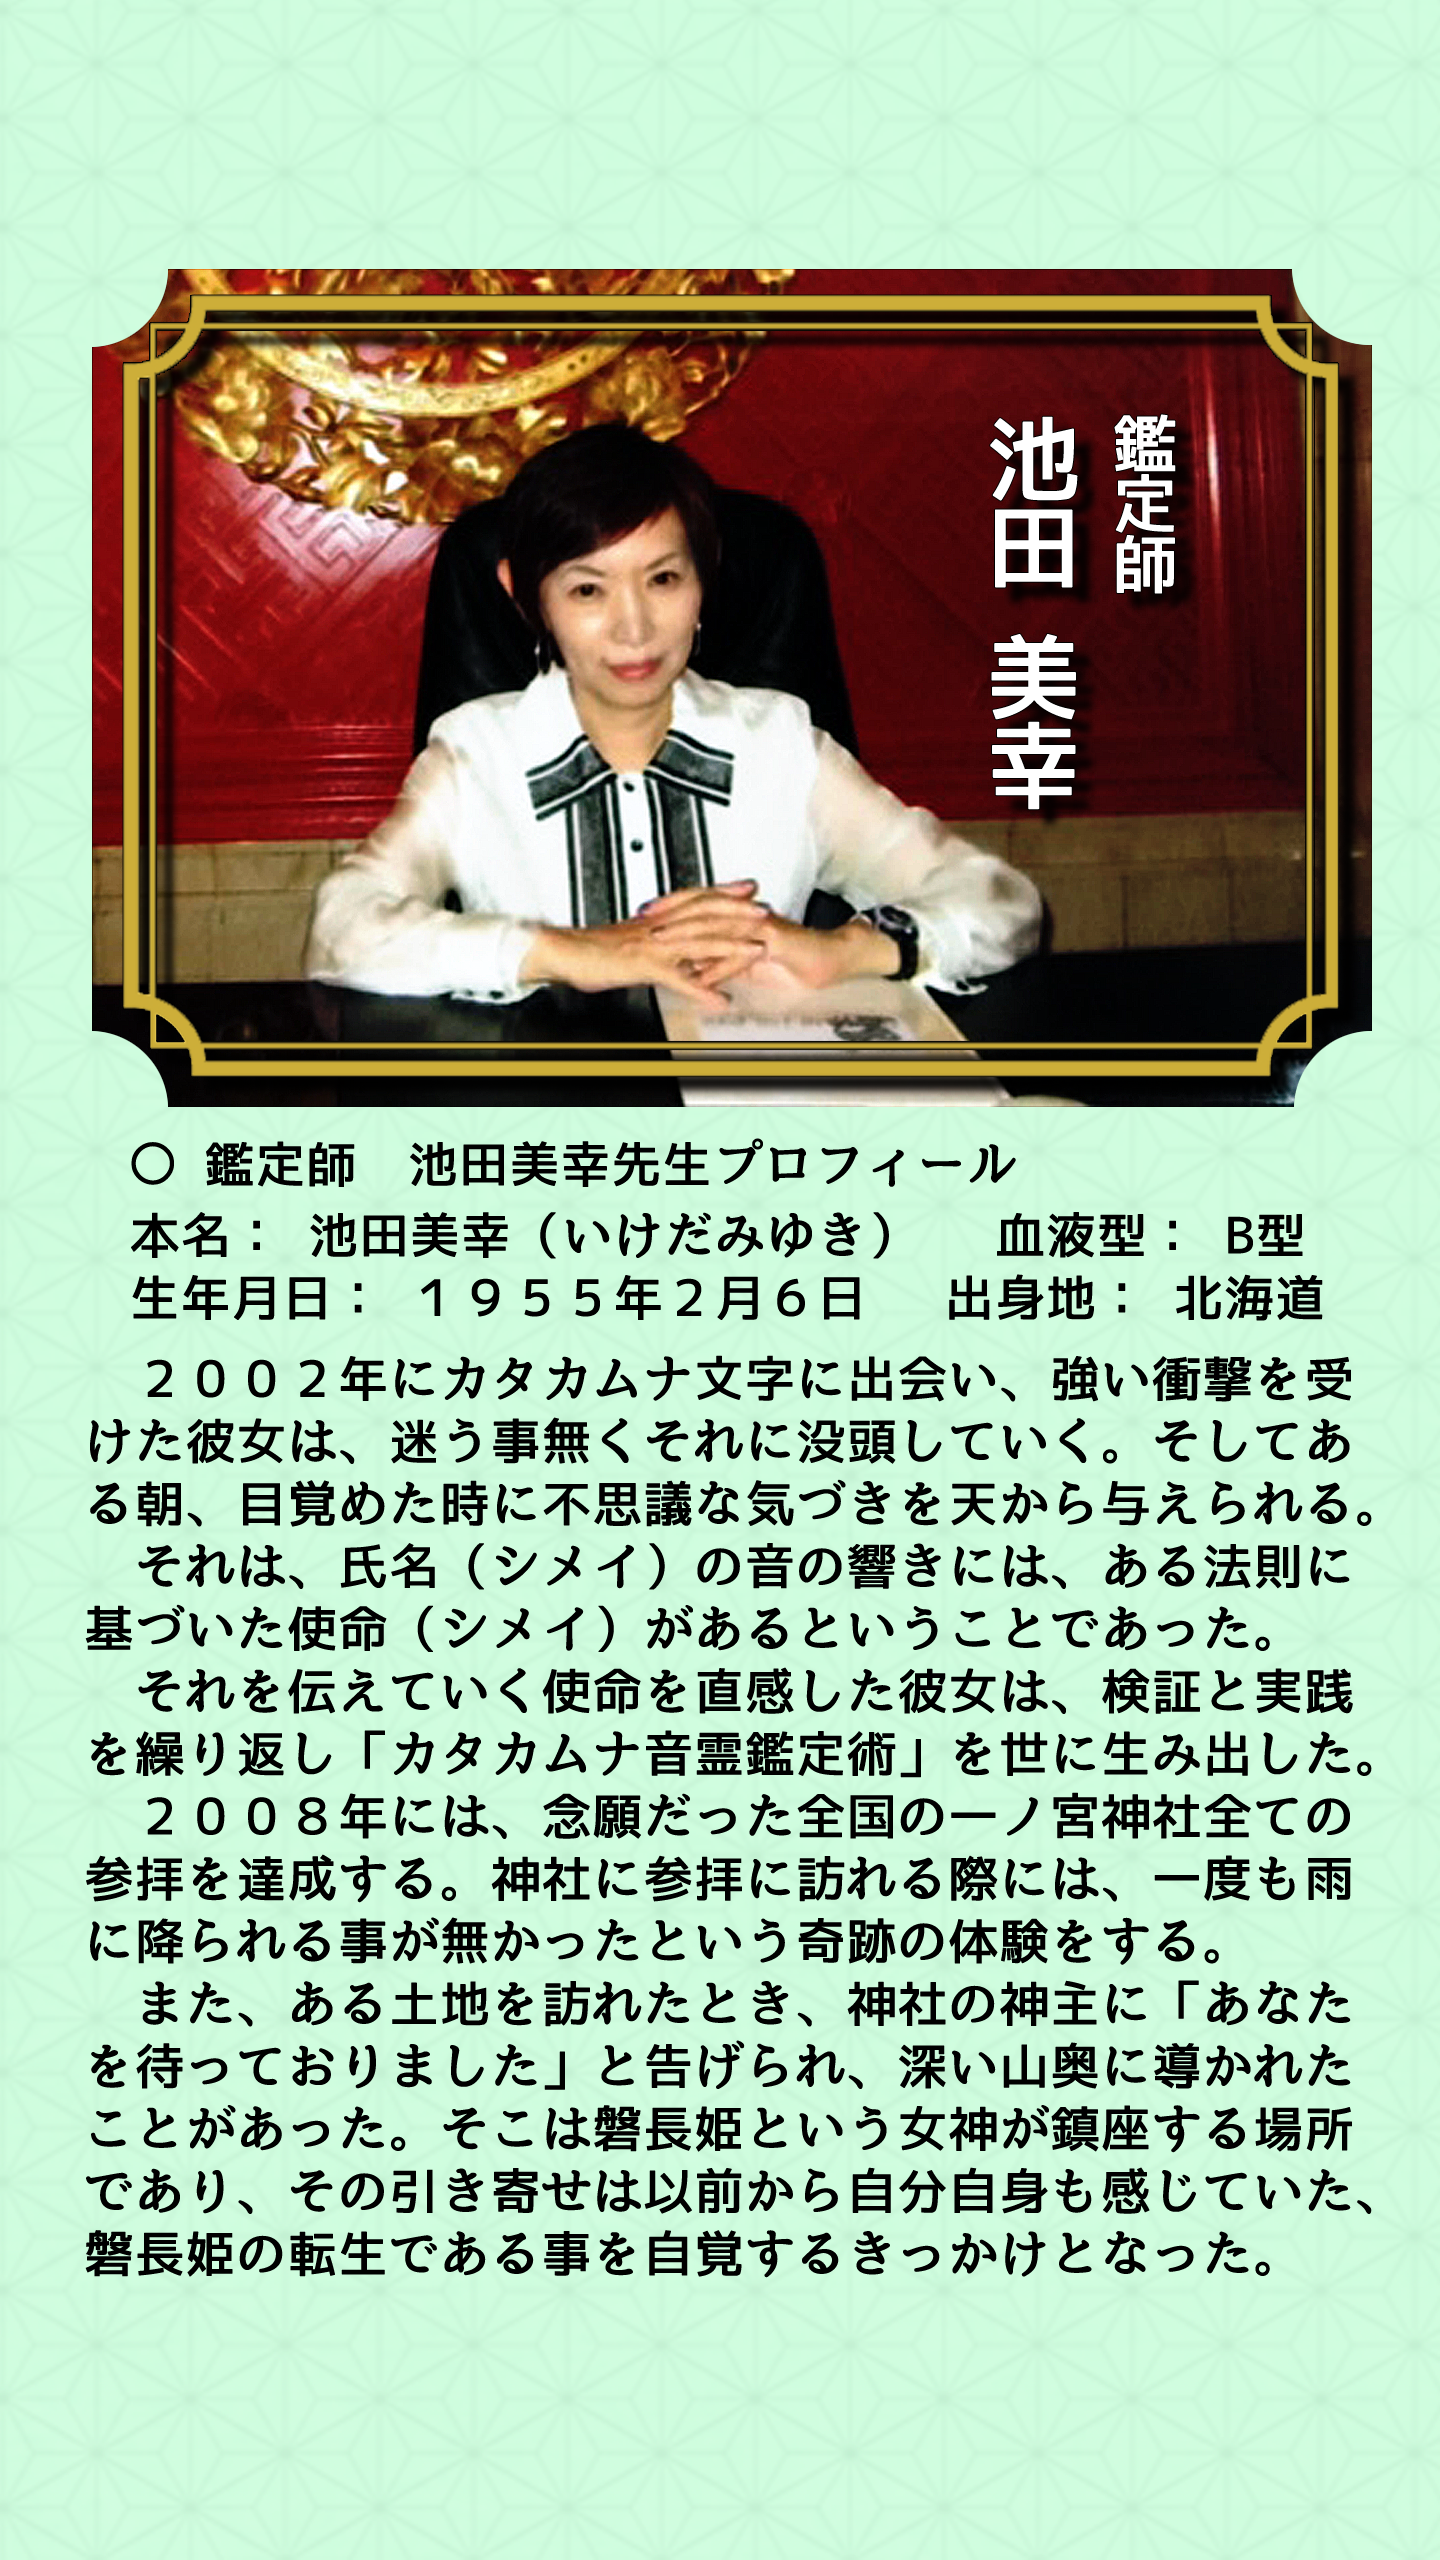 鑑定師
池田 美幸
〇 鑑定師　池田美幸先生プロフィール
本名： 池田美幸（いけだみゆき）　血液型： B型
生年月日： １９５５年２月６日　出身地： 北海道
　２００２年にカタカムナ文字に出会い、強い衝撃を受
けた彼女は、迷う事無くそれに没頭していく。そしてあ
る朝、目覚めた時に不思議な気づきを天から与えられる。
　それは、氏名（シメイ）の音の響きには、ある法則に
基づいた使命（シメイ）があるということであった。
　それを伝えていく使命を直感した彼女は、検証と実践
を繰り返し「カタカムナ音霊鑑定術」を世に生み出した。
　２００８年には、念願だった全国の一ノ宮神社全ての
参拝を達成する。神社に参拝に訪れる際には、一度も雨
に降られる事が無かったという奇跡の体験をする。
　また、ある土地を訪れたとき、神社の神主に「あなた
を待っておりました」と告げられ、深い山奥に導かれた
ことがあった。そこは磐長姫という女神が鎮座する場所
であり、その引き寄せは以前から自分自身も感じていた、
磐長姫の転生である事を自覚するきっかけとなった。